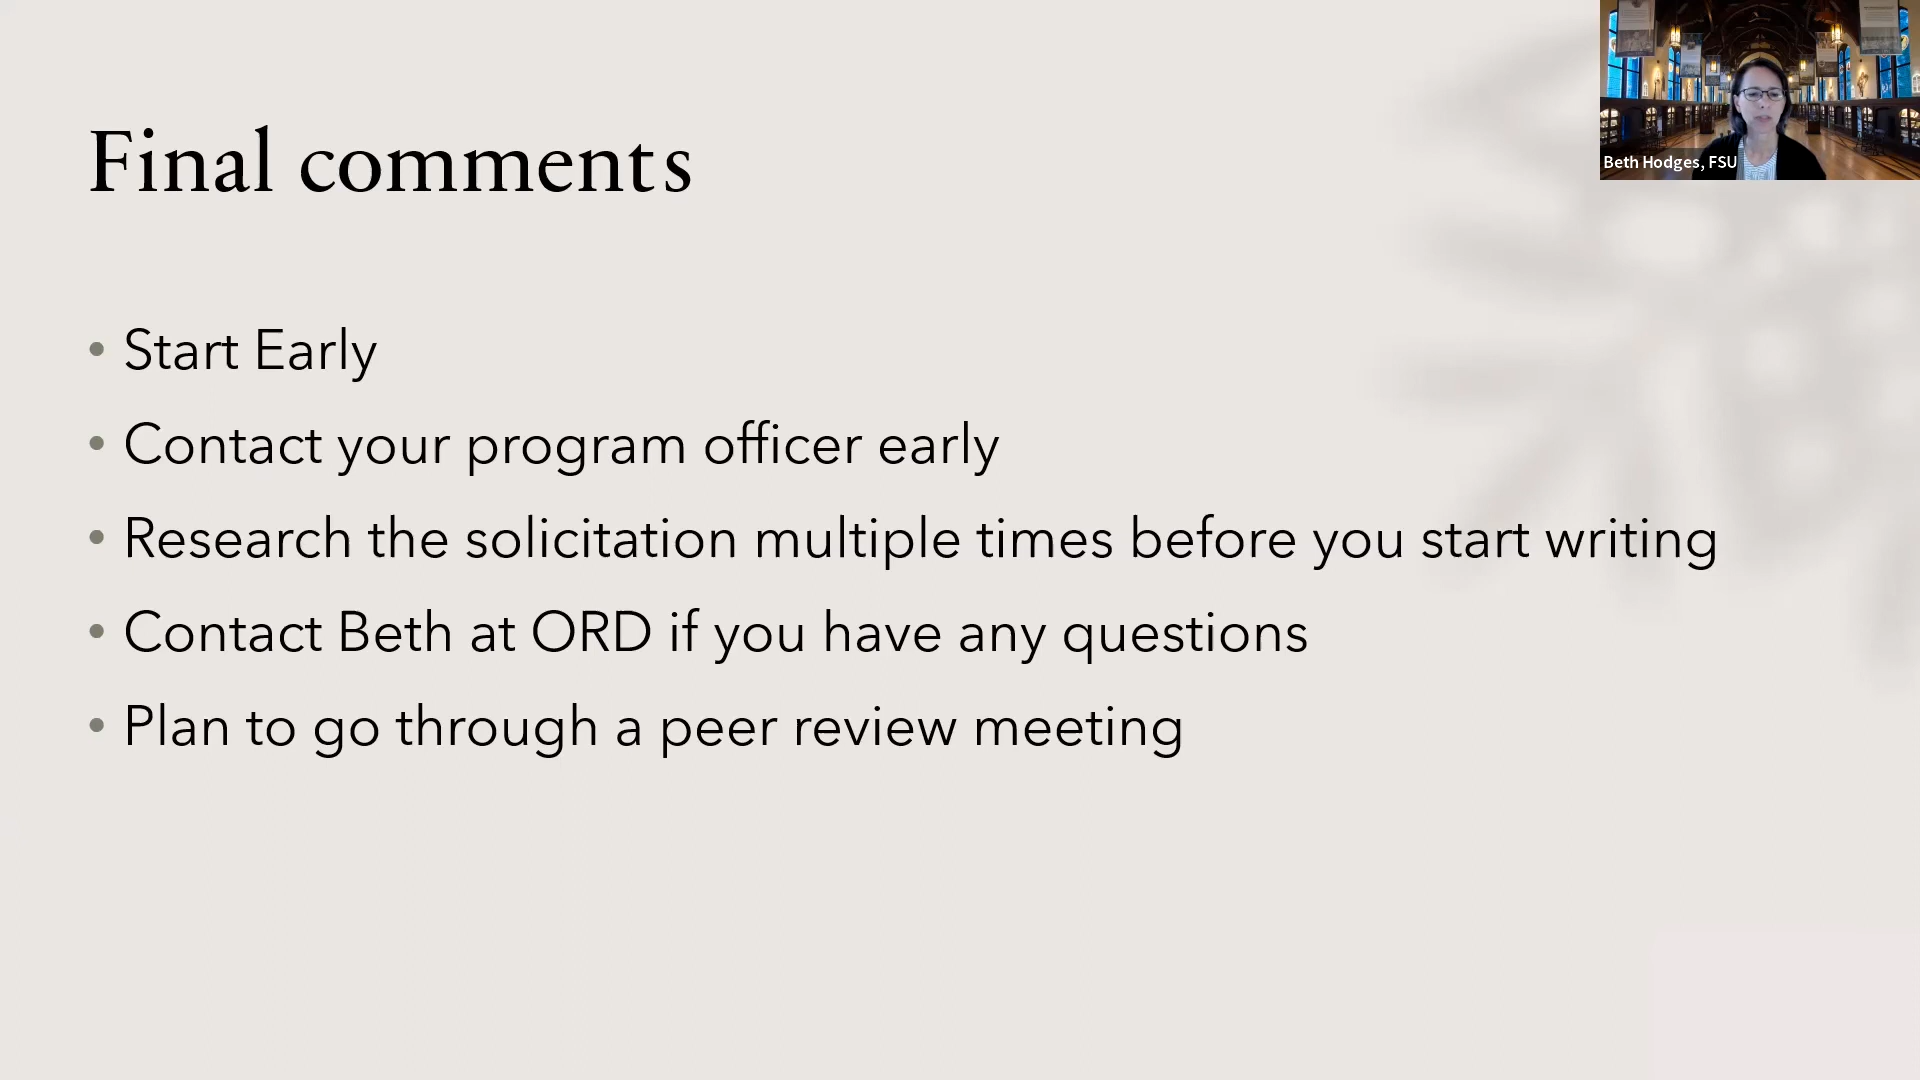 Final comments
• Start Early
• Contact your program officer early
• Research the solicitation multiple times before you start writing
• Contact Beth at ORD if you have any questions
• Plan to go through a peer review meeting
Beth Hodges, FSU